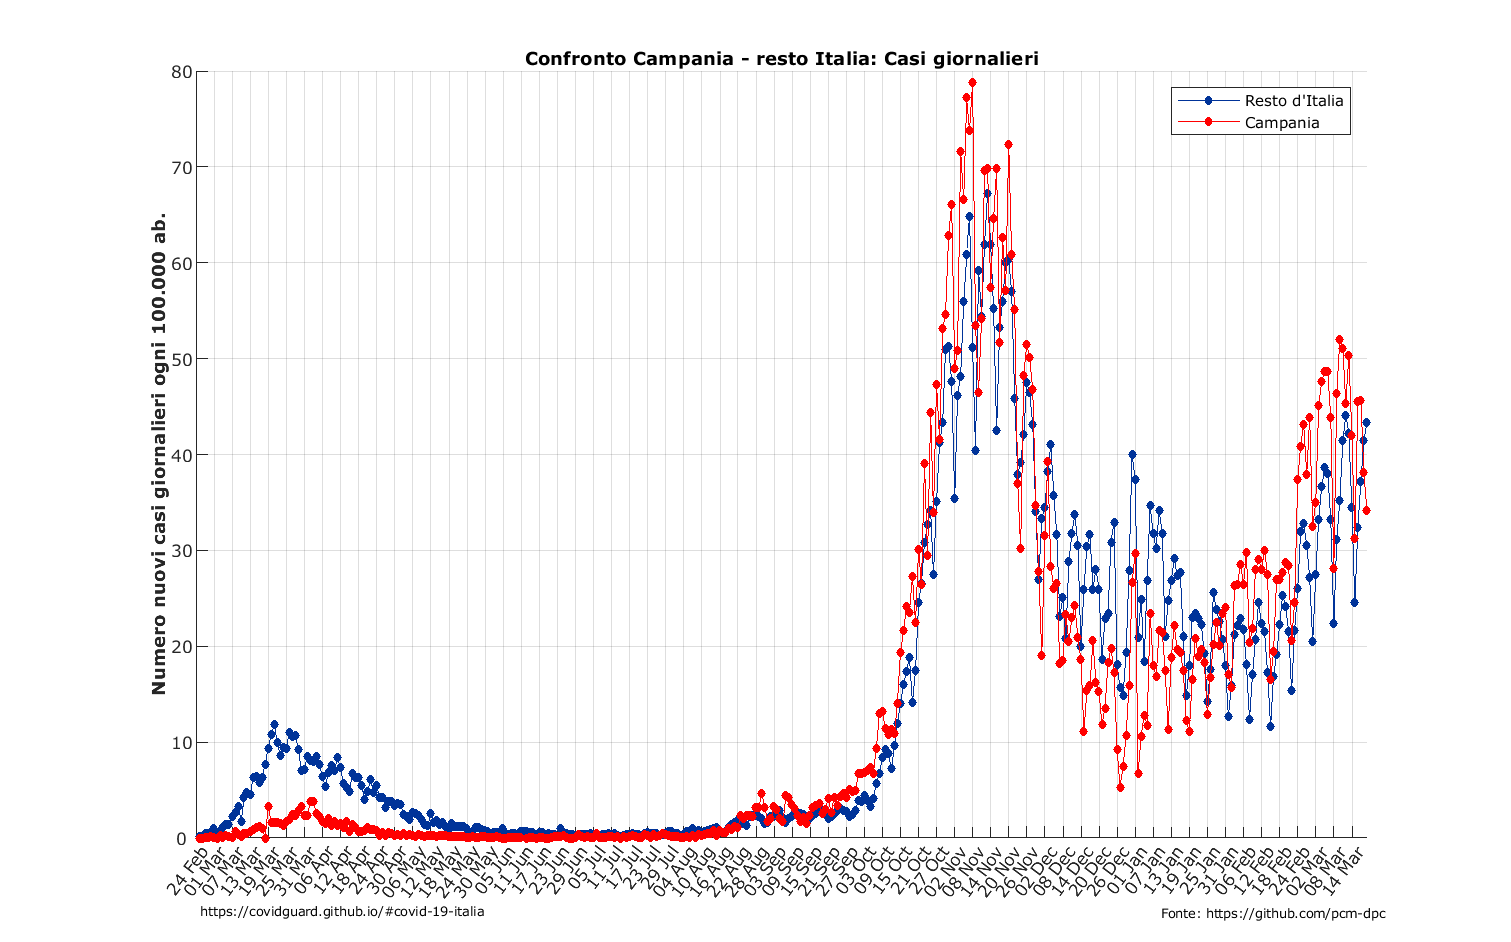 Confronto Campania - resto Italia: Casi giornalieri
Numero nuovi casi giornalieri ogni 100.000 ab.
80
70
60
50
40
30
20
10
0
Resto d'Italia
Campania
24 Feb
01 Mar
07 Mar
13 Mar
19 Mar
25 Mar
31 Mar
06 Apr
12 Apr
18 Apr
24 Apr
30 Apr
06 May
12 May
18 May
24 May
30 May
05 Jun
11 Jun
17 Jun
23 Jun
29 Jun
05 Jul
11 Jul
17 Jul
23 Jul
29 Jul
04 Aug
10 Aug
16 Aug
22 Aug
28 Aug
03 Sep
09 Sep
15 Sep
21 Sep
27 Sep
03 Oct
09 Oct
15 Oct
21 Oct
27 Oct
02 Nov
08 Nov
14 Nov
20 Nov
26 Nov
02 Dec
08 Dec
14 Dec
20 Dec
26 Dec
01 Jan
07 Jan
13 Jan
19 Jan
25 Jan
31 Jan
06 Feb
12 Feb
18 Feb
24 Feb
02 Mar
08 Mar
14 Mar
https://covidguard.github.io/#covid-19-italia
Fonte: https://github.com/pcm-dpc